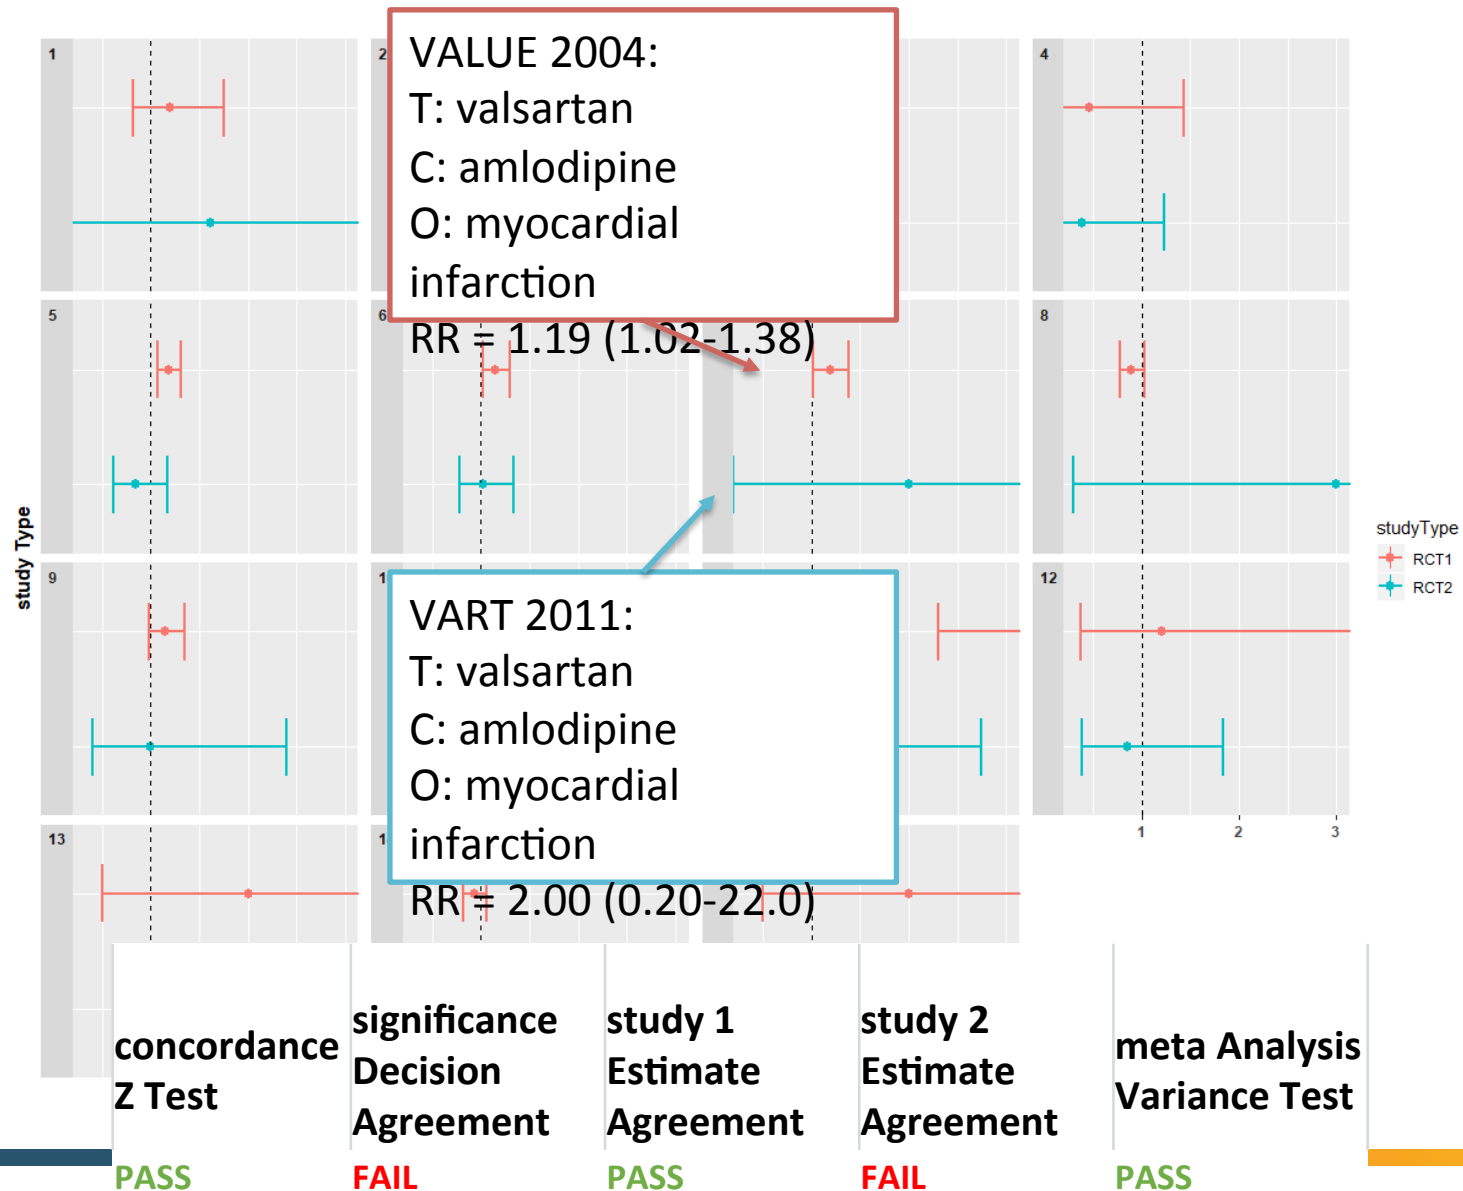 1
2
4
VALUE 2004:
T: valsartan
C: amlodipine
O: myocardial
infarction
RR = 1.19 (1.02-1.38)
5
6
8
study Type
studyType
RCT1
RCT2
9
1
12
VART 2011:
T: valsartan
C: amlodipine
O: myocardial
infarction
RR = 2.00 (0.20-22.0)
1 2 3
13
1
concordance
Z Test
significance
Decision
Agreement
study 1
Estimate
Agreement
study 2
Estimate
Agreement
meta Analysis
Variance Test
PASS FAIL PASS FAIL PASS